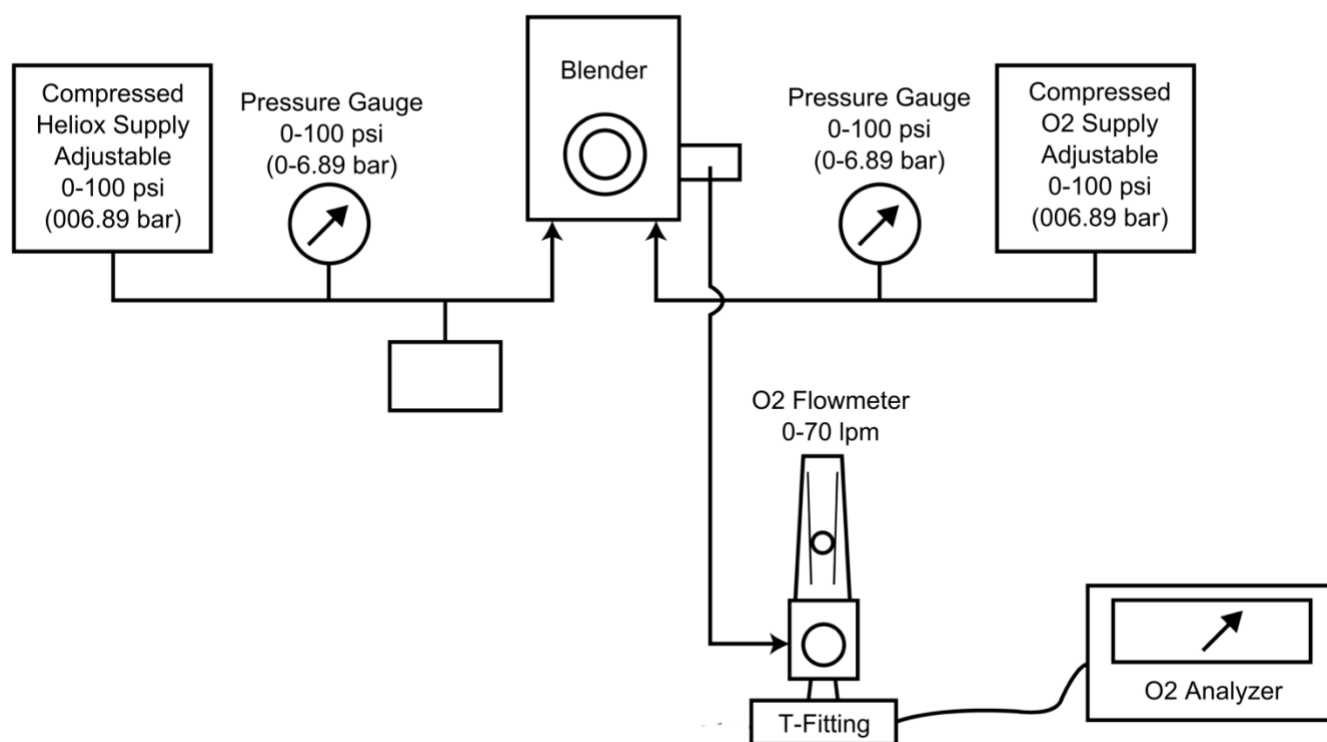 Compressed
Heliox Supply
Adjustable
0-100 psi
(006.89 bar)
Pressure Gauge
0-100 psi
(0-6.89 bar)
Blender
Pressure Gauge
0-100 psi
(0-6.89 bar)
Compressed
O2 Supply
Adjustable
0-100 psi
(006.89 bar)
O2 Flowmeter
0-70 lpm
T-Fitting
O2 Analyzer